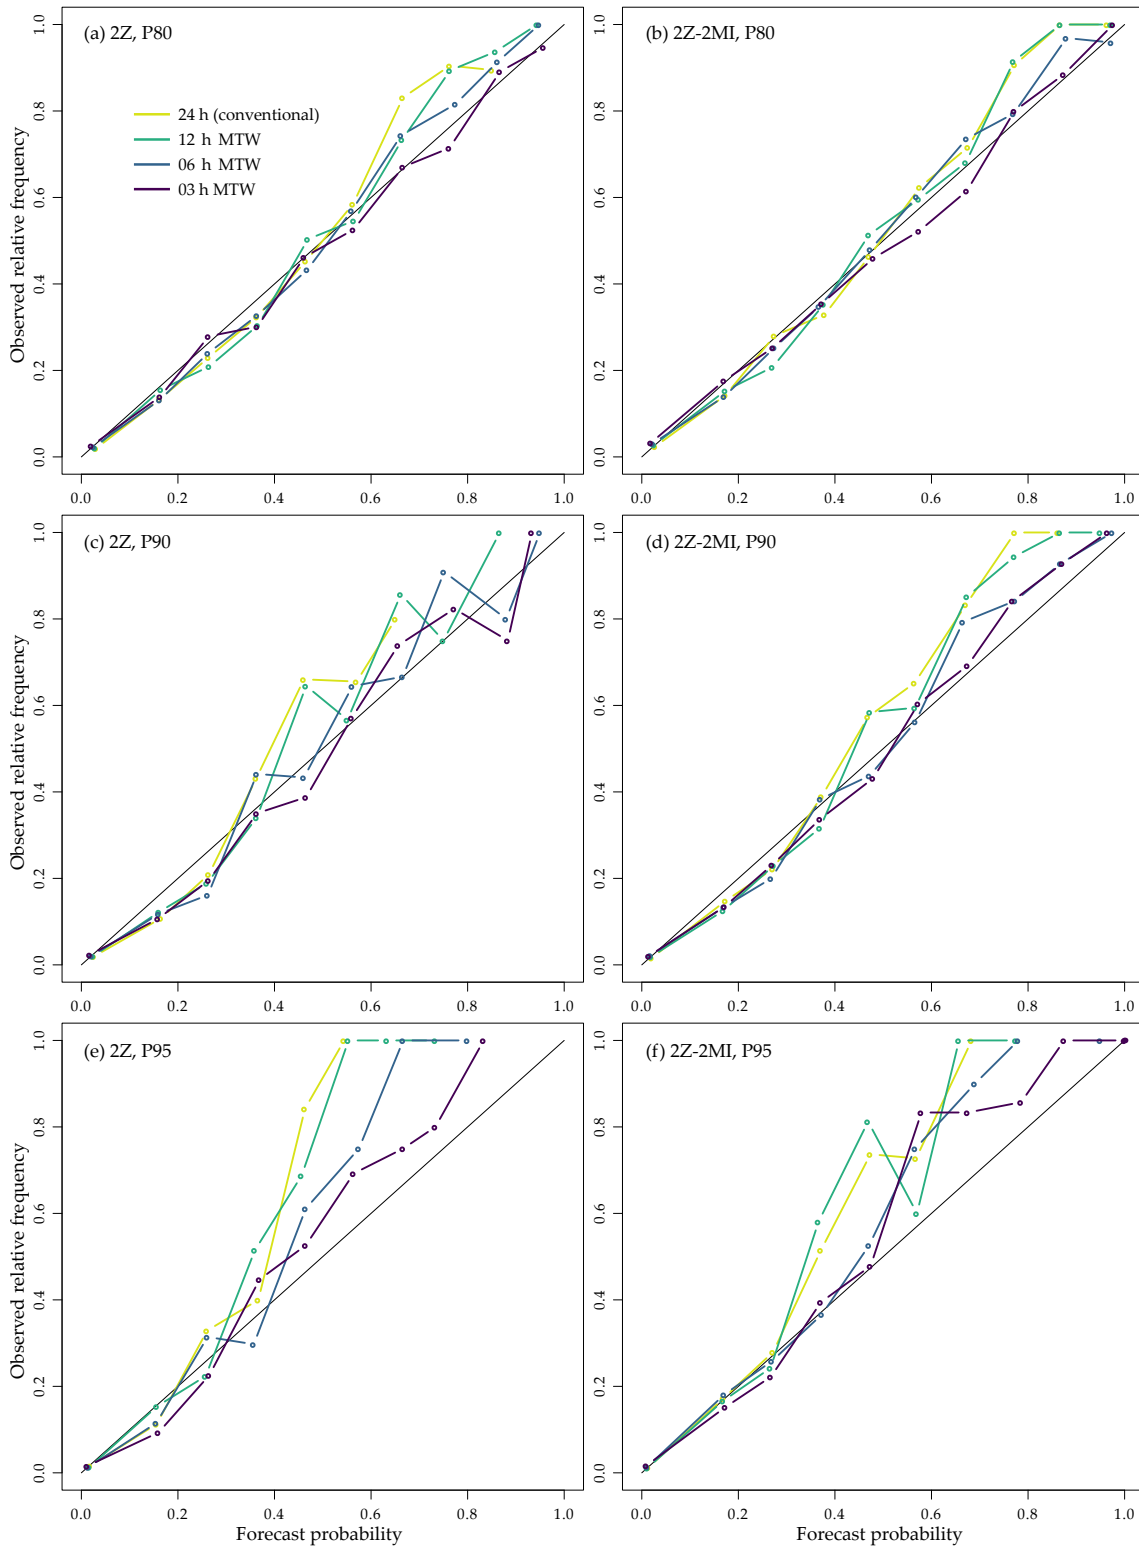 (a) 2Z, P80
24 h (conventional)
12 h MTW
06 h MTW
03 h MTW
Observed relative frequency
0.0 0.2 0.4 0.6 0.8 1.0
0.0 0.2 0.4 0.6 0.8 1.0
(b) 2Z-2MI, P80
0.0 0.2 0.4 0.6 0.8 1.0
0.0 0.2 0.4 0.6 0.8 1.0
(c) 2Z, P90
Observed relative frequency
0.0 0.2 0.4 0.6 0.8 1.0
0.0 0.2 0.4 0.6 0.8 1.0
(d) 2Z-2MI, P90
0.0 0.2 0.4 0.6 0.8 1.0
0.0 0.2 0.4 0.6 0.8 1.0
(e) 2Z, P95
Observed relative frequency
0.0 0.2 0.4 0.6 0.8 1.0
0.0 0.2 0.4 0.6 0.8 1.0
Forecast probability
(f) 2Z-2MI, P95
0.0 0.2 0.4 0.6 0.8 1.0
0.0 0.2 0.4 0.6 0.8 1.0
Forecast probability